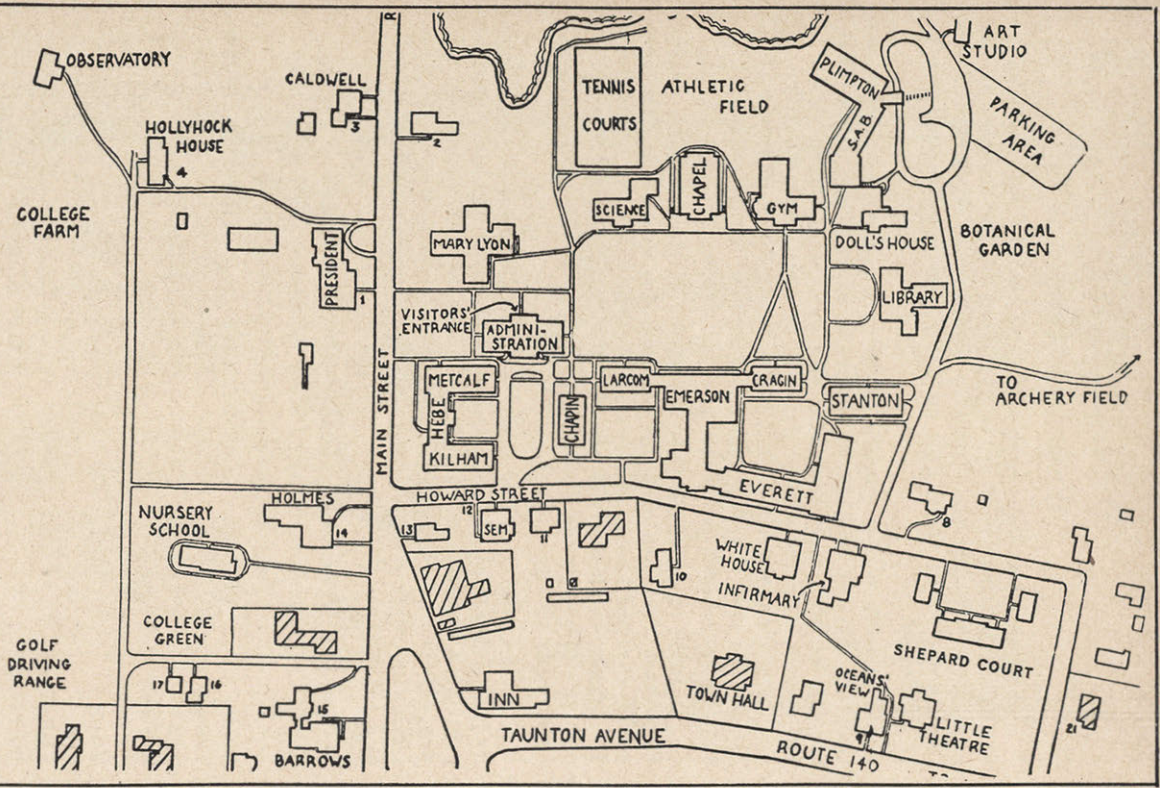 R
OBSERVATORY
CALDWELL
3
2
HOLLYHOCK
HOUSE
4
COLLEGE
FARM
PRESIDENT
1
TENNIS
COURTS
ATHLETIC
FIELD
PLIMPTON
S.A.B
ART
STUDIO
PARKING
AREA
SCIENCE
CHAPEL
GYM
DOLL'S HOUSE
BOTANICAL
GARDEN
LIBRARY
MARY LYON
VISITORS'
ENTRANCE
ADMINI-
STRATION
MAIN STREET
METCALF
HEBE
KILHAM
CHAPIN
LARCOM
EMERSON
CRAGIN
STANTON
TO
ARCHERY FIELD
EVERETT
HOWARD STREET
HOLMES
14
NURSERY
SCHOOL
13
12
SEM
11
10
8
WHITE
HOUSE
INFIRMARY
SHEPARD COURT
COLLEGE
GREEN
GOLF
DRIVING
RANGE
17
16
15
BARROWS
INN
TOWN HALL
OCEANS'
VIEW
9
LITTLE
THEATRE
21
TAUNTON AVENUE
ROUTE 140
TO